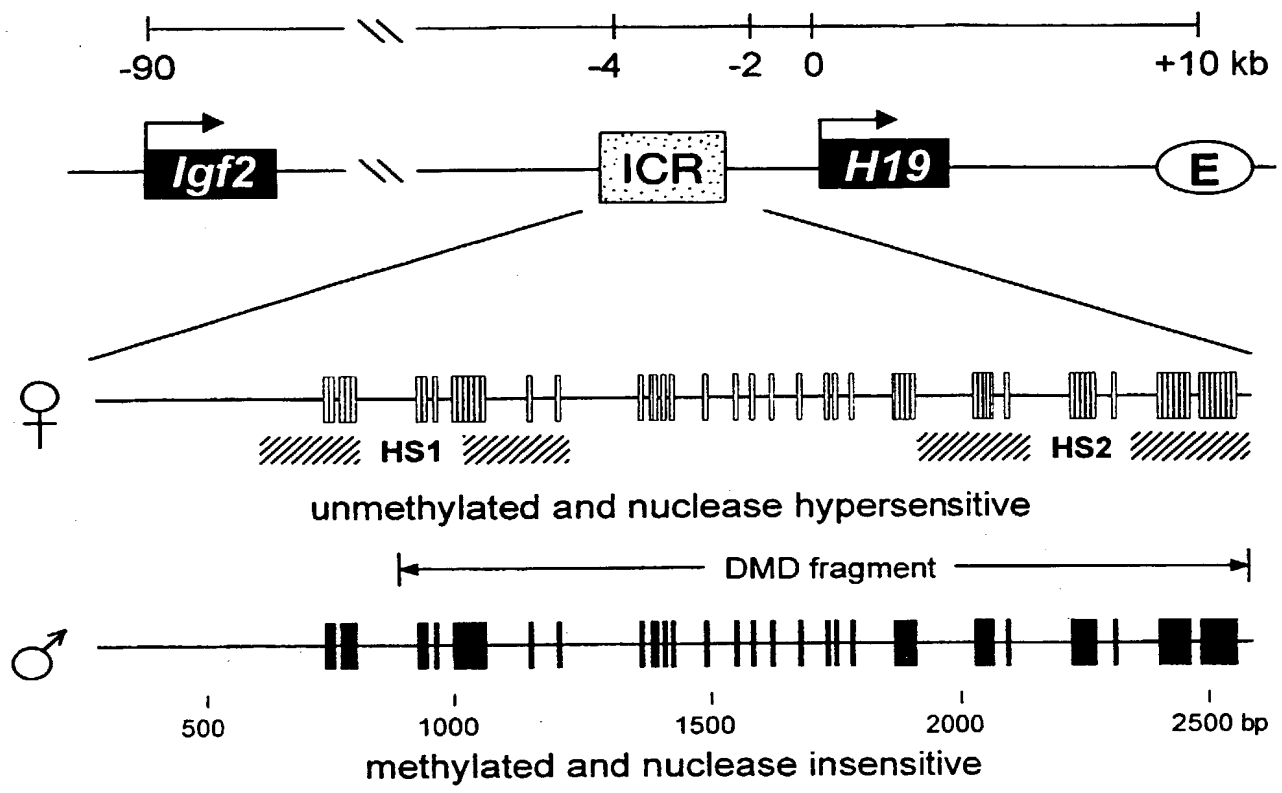 -90 -4 -2 0 +10 kb
Igf2 ICR H19 E
♀
HS1 HS2
unmethylated and nuclease hypersensitive
DMD fragment
♂
500 1000 1500 2000 2500 bp
methylated and nuclease insensitive